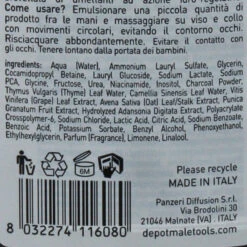 Come usare? Emulsionare una piccola quantità di
prodotto fra le mani e massaggiare su viso e collo
con movimenti circolari, evitando il contorno occhi.
Risciacquare abbondantemente. Evitare il contatto con
gli occhi. Tenere lontano dalla portata dei bambini.
ingredients: Aqua (Water), Ammonium Lauryl Sulfate, Glycerin,
Cocamidopropyl Betaine, Laureth-2, Sodium Lactate,
PCA, Glycine, Fructose, Urea, Niacinamide, Inositol, Charcoal Powder,
Thymus Vulgaris (Thyme) Leaf Water, Camellia Sinensis Leaf Water, Vitis
Vinifera (Grape) Leaf Extract, Avena Sativa (Oat) Leaf/Stalk Extract, Punica
Granatum Fruit Extract, Hydrolyzed Adansonia Digitata Extract, Polyacrylate
Crosspolymer-6, Sodium Chloride, Lactic Acid, Citric Acid, Sodium Benzoate,
Benzoic Acid, Potassium Sorbate, Benzyl Alcohol, Phenoxyethanol,
Ethylhexylglycerin, Parfum (Fragrance), Limonene, Linalool.
6M
Please recycle
MADE IN ITALY
Panzeri Diffusion S.r.l.
Via Brodolini 30
21046 Malnate (VA) - ITALY
depotmaletools.com
8 032274 116080